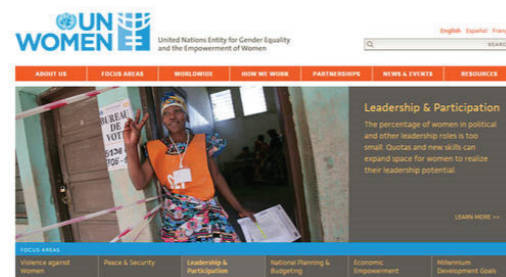 UN
WOMEN
United Nations Entity for Gender Equality
and the Empowerment of Women
English Español Franç
SEARC
ABOUT US FOCUS AREAS WORLDWIDE HOW WE WORK PARTNERSHIPS NEWS & EVENTS RESOURCES
BUREAU
DE
VOT
Leadership & Participation
The percentage of women in political
and other leadership roles is too
small. Quotas and new skills can
expand space for women to realize
their leadership potential.
LEARN MORE >>
FOCUS AREAS
Violence against Women
Peace & Security
Leadership & Participation
National Planning & Budgeting
Economic Empowerment
Millennium Development Goals